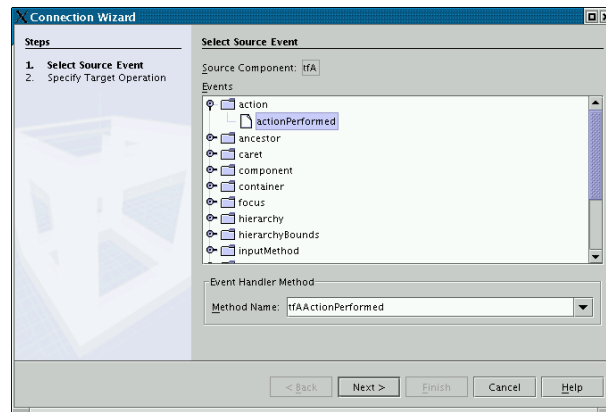 Connection Wizard
Steps
1. Select Source Event
2. Specify Target Operation
Select Source Event
Source Component: tfA
Events
action
actionPerformed
ancestor
caret
component
container
focus
hierarchy
hierarchyBounds
inputMethod
Event Handler Method
Method Name: tfAActionPerformed
< Back Next > Finish Cancel Help